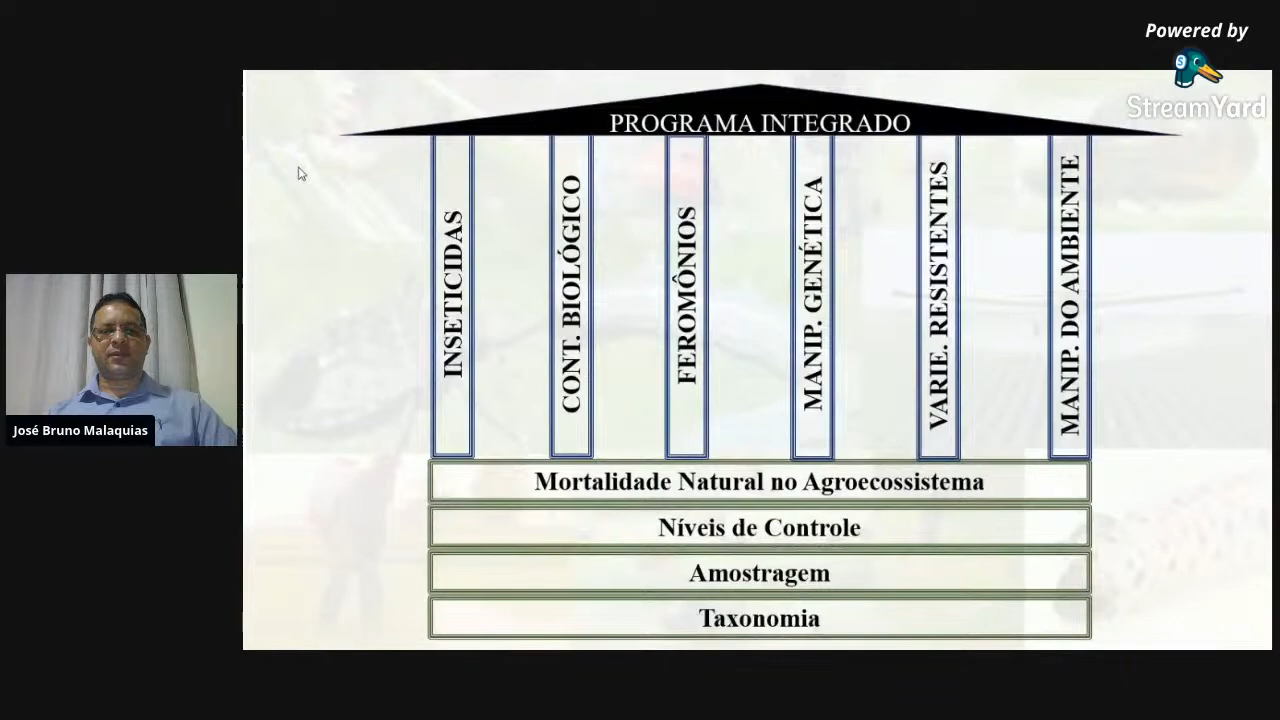 Powered by
StreamYard
PROGRAMA INTEGRADO
INSETICIDAS
CONT. BIOLÓGICO
FEROMÔNIOS
MANIP. GENÉTICA
VARIE. RESISTENTES
MANIP. DO AMBIENTE
Mortalidade Natural no Agroecossistema
Níveis de Controle
Amostragem
Taxonomia
José Bruno Malaquias